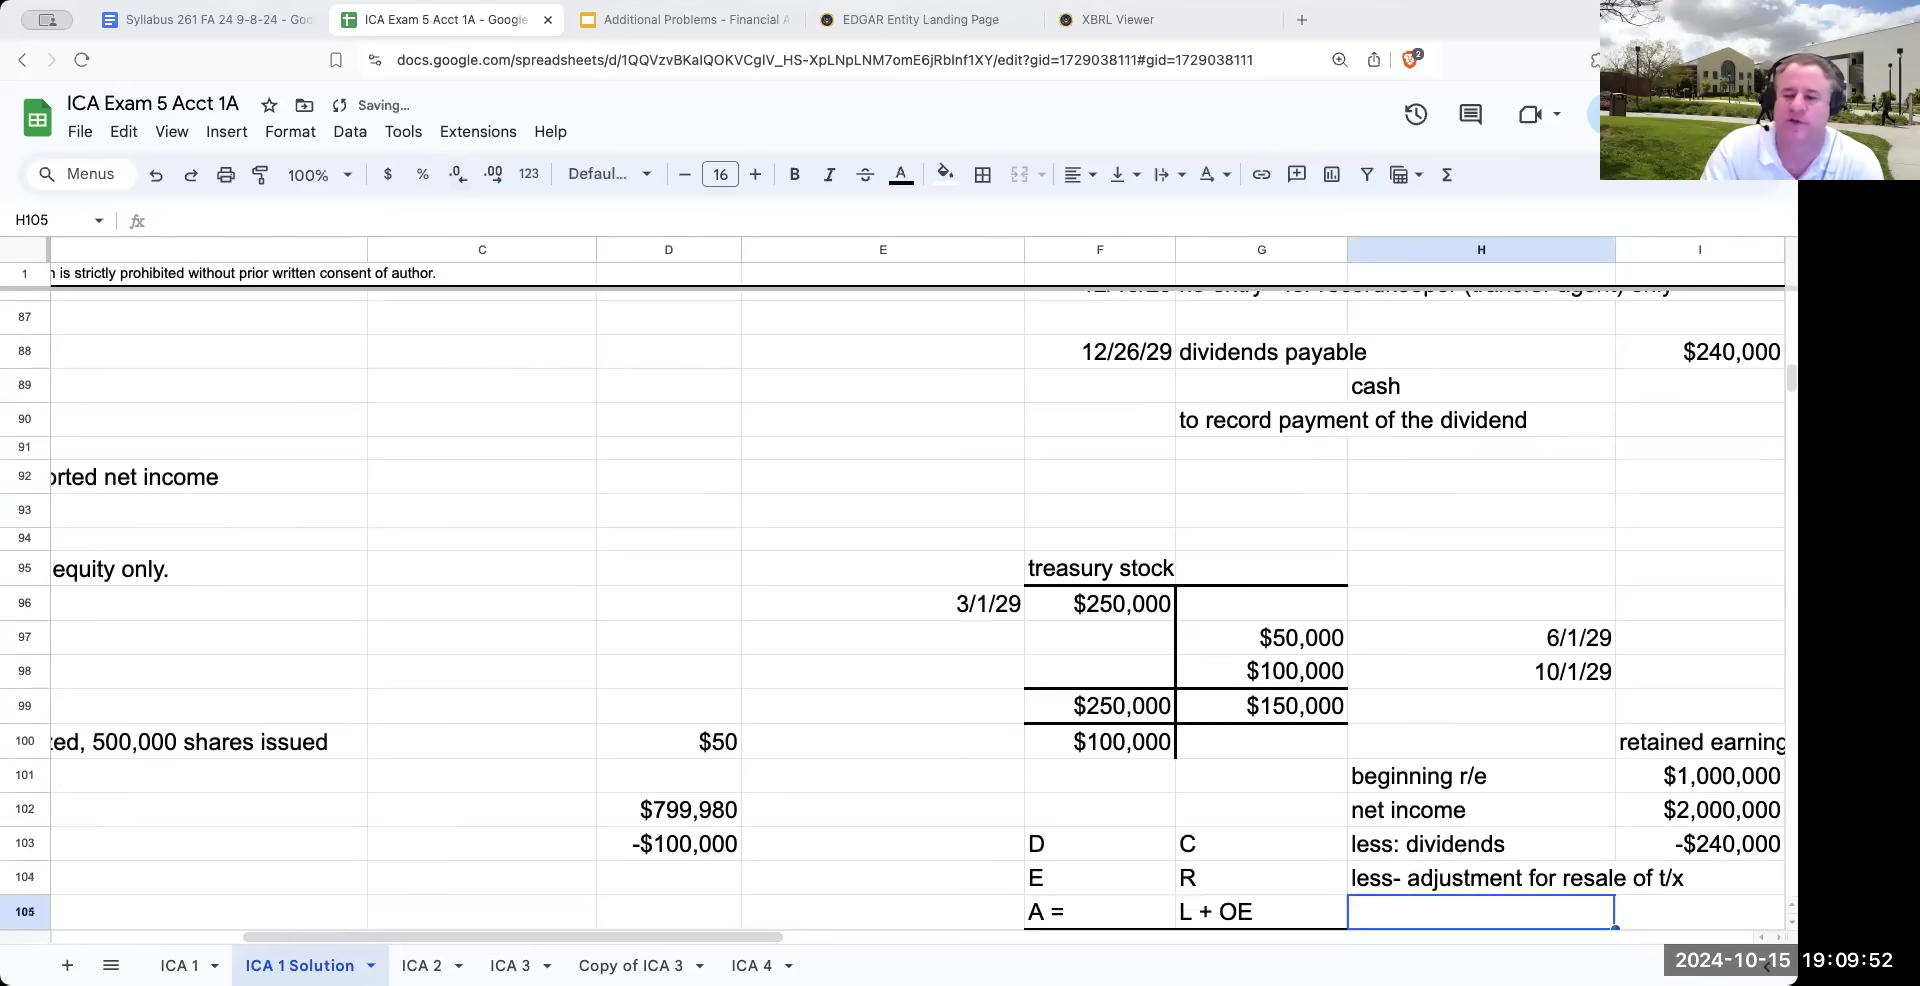 Syllabus 261 FA 24 9-8-24 - Goo
ICA Exam 5 Acct 1A - Google
Additional Problems - Financial A
EDGAR Entity Landing Page
XBRL Viewer
docs.google.com/spreadsheets/d/1QQVzvBKaIQOKVCgIV_HS-XpLNpLNM7omE6jRbInf1XY/edit?gid=1729038111#gid=1729038111
2
ICA Exam 5 Acct 1A
Saving...
File Edit View Insert Format Data Tools Extensions Help
Menus 100% $ % .0 .00 123 Defaul... 16 B I A
H105
C D E F G H I
1 is strictly prohibited without prior written consent of author.
87
88 12/26/29 dividends payable $240,000
89 cash
90 to record payment of the dividend
91
92 orted net income
93
94
95 equity only. treasury stock
96 3/1/29 $250,000
97 $50,000 6/1/29
98 $100,000 10/1/29
99 $250,000 $150,000
100 ed, 500,000 shares issued $50 $100,000 retained earning
101 beginning r/e $1,000,000
102 $799,980 net income $2,000,000
103 -$100,000 D C less: dividends -$240,000
104 E R less- adjustment for resale of t/x
105 A = L + OE
ICA 1 ICA 1 Solution ICA 2 ICA 3 Copy of ICA 3 ICA 4
2024-10-15 19:09:52